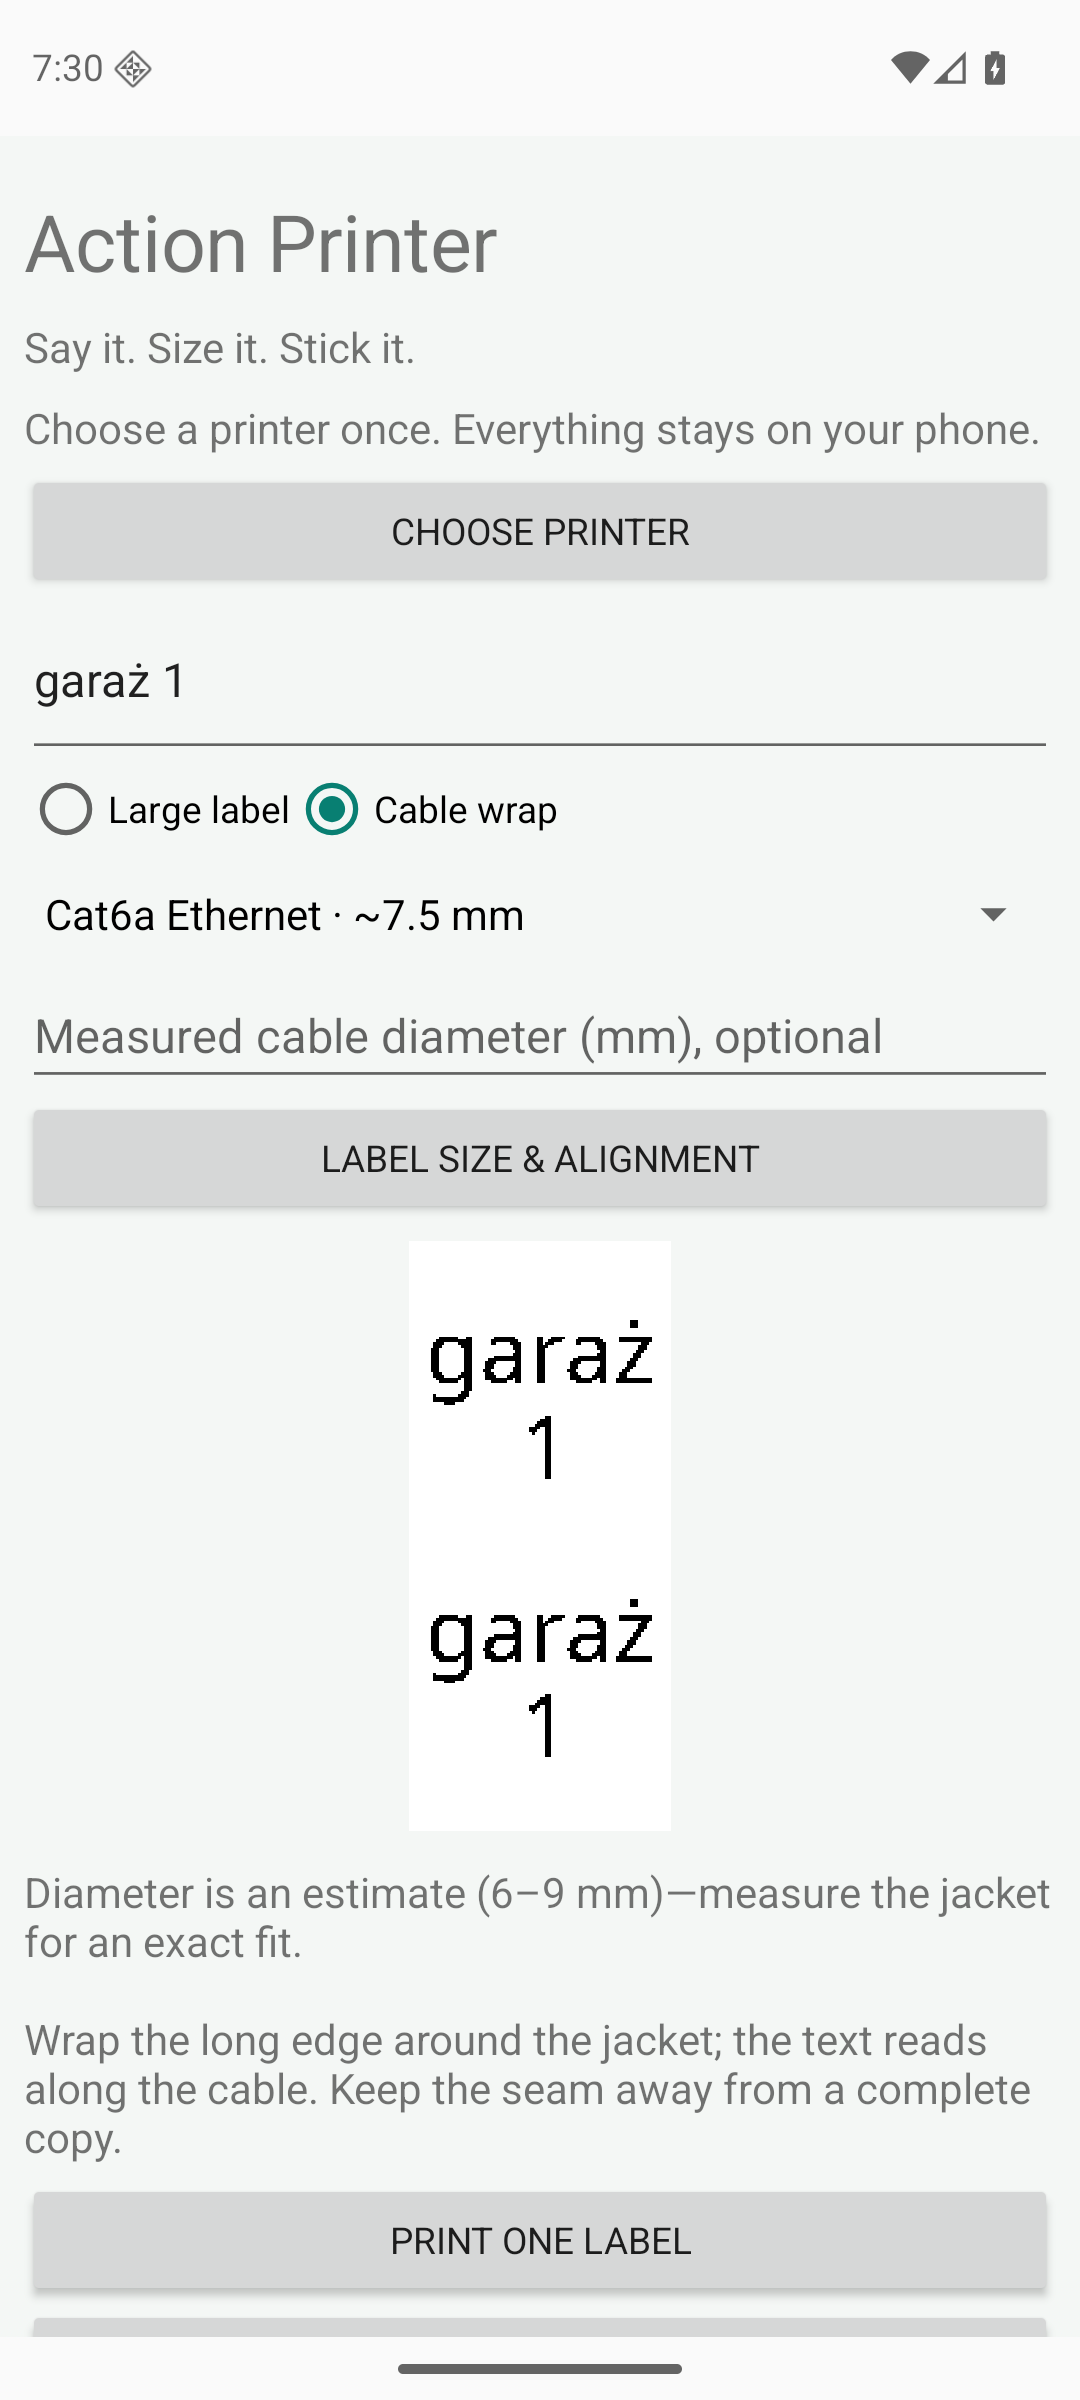 7:30
Action Printer
Say it. Size it. Stick it.
Choose a printer once. Everything stays on your phone.
CHOOSE PRINTER
garaż 1
Large label
Cable wrap
Cat6a Ethernet · ~7.5 mm
Measured cable diameter (mm), optional
LABEL SIZE & ALIGNMENT
garaż
1
garaż
1
Diameter is an estimate (6–9 mm)—measure the jacket
for an exact fit.
Wrap the long edge around the jacket; the text reads
along the cable. Keep the seam away from a complete
copy.
PRINT ONE LABEL